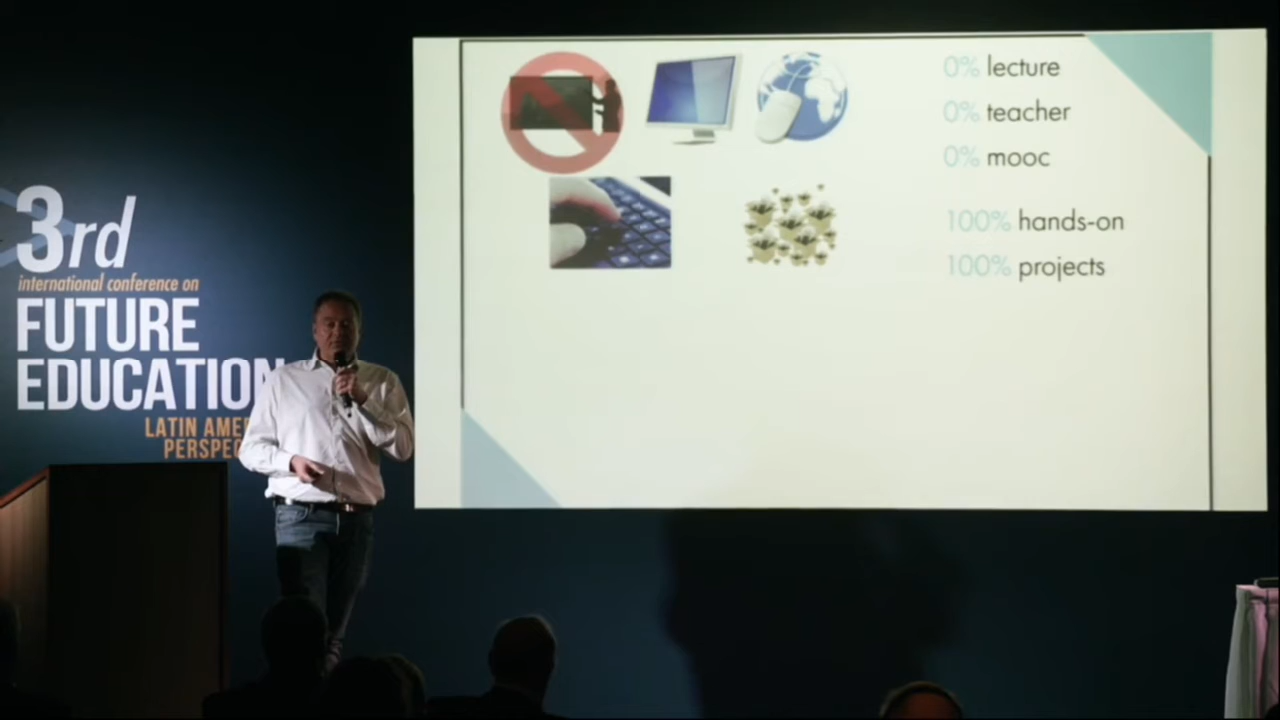 3rd
international conference on
FUTURE
EDUCATION
LATIN AME
PERSPE
0% lecture
0% teacher
0% mooc
100% hands-on
100% projects